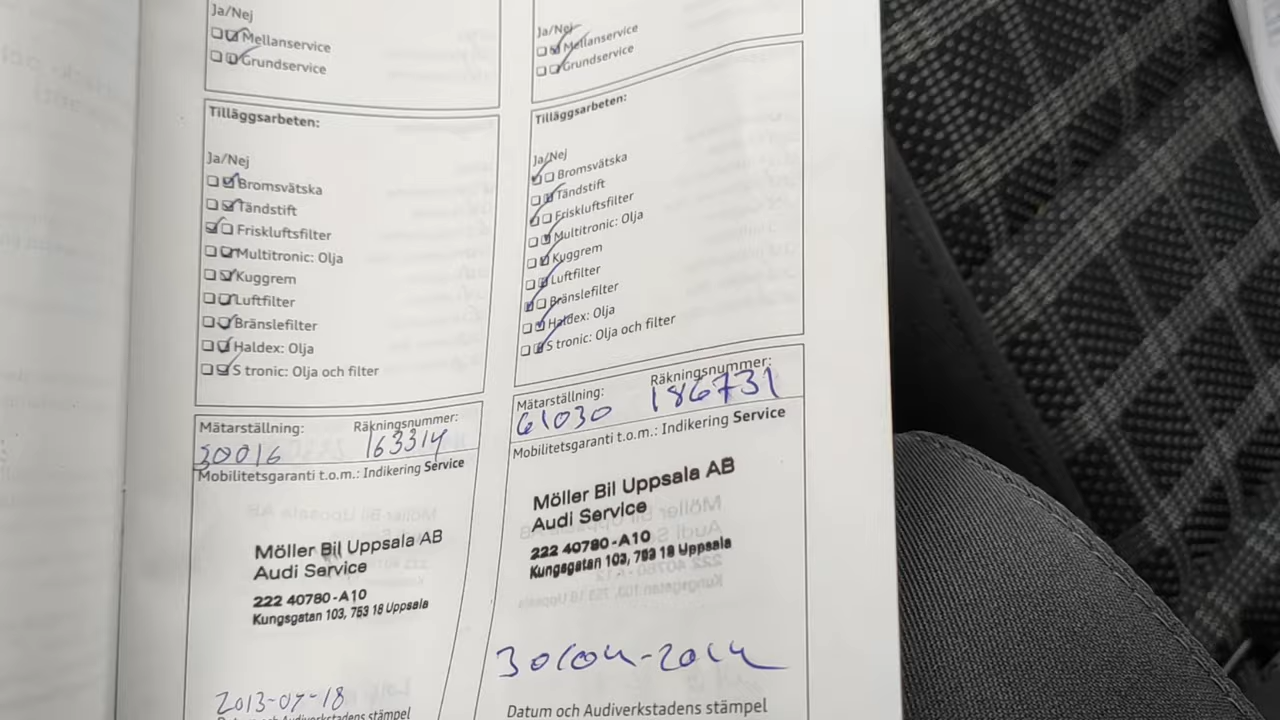 Ja/Nej
Mellanservice
Grundservice
Tilläggsarbeten:
Ja/Nej
Bromsvätska
Tändstift
Friskluftsfilter
Multitronic: Olja
Kuggrem
Luftfilter
Bränslefilter
Haldex: Olja
S tronic: Olja och filter
Mätarställning: Räkningsnummer:
30016 163314
Mobilitetsgaranti t.o.m.: Indikering Service
Möller Bil Uppsala AB
Audi Service
222 40780-A10
Kungsgatan 103, 753 18 Uppsala
2013-07-18
Datum och Audiverkstadens stämpel
Ja/Nej
Mellanservice
Grundservice
Tilläggsarbeten:
Ja/Nej
Bromsvätska
Tändstift
Friskluftsfilter
Multitronic: Olja
Kuggrem
Luftfilter
Bränslefilter
Haldex: Olja
S tronic: Olja och filter
Mätarställning: Räkningsnummer:
61030 186731
Mobilitetsgaranti t.o.m.: Indikering Service
Möller Bil Uppsala AB
Audi Service
222 40780-A10
Kungsgatan 103, 753 18 Uppsala
Datum och Audiverkstadens stämpel